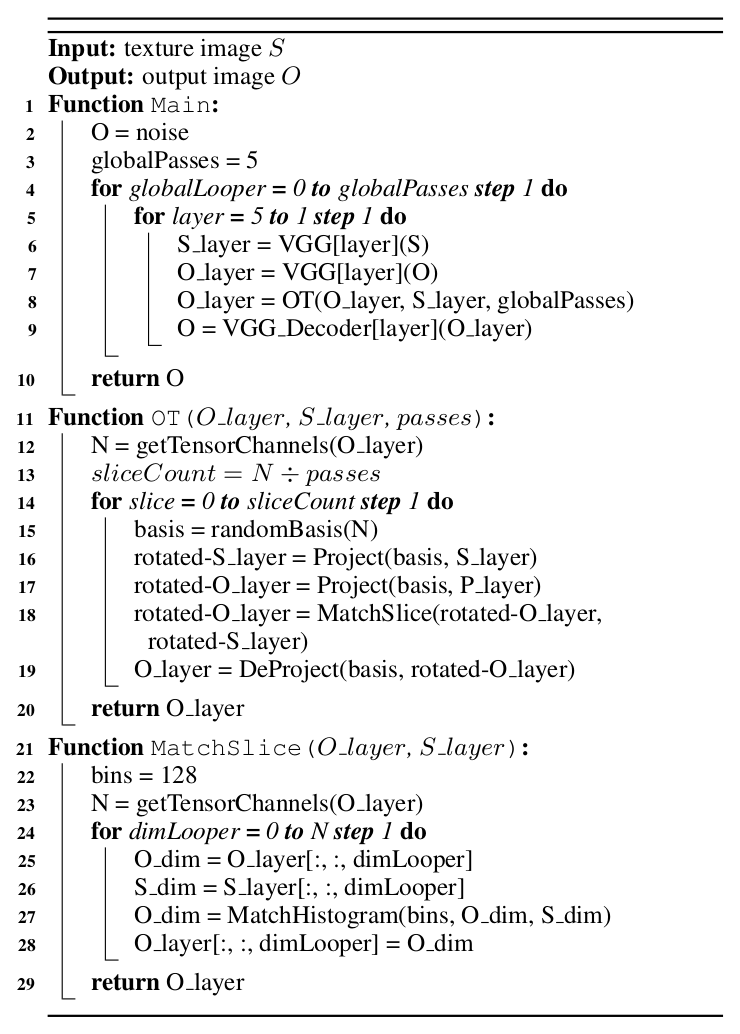 Input: texture image S
Output: output image O
1 Function Main:
2 O = noise
3 globalPasses = 5
4 for globalLooper = 0 to globalPasses step 1 do
5 for layer = 5 to 1 step 1 do
6 S_layer = VGG[layer](S)
7 O_layer = VGG[layer](O)
8 O_layer = OT(O_layer, S_layer, globalPasses)
9 O = VGG_Decoder[layer](O_layer)
10 return O
11 Function OT(O_layer, S_layer, passes):
12 N = getTensorChannels(O_layer)
13 sliceCount = N ÷ passes
14 for slice = 0 to sliceCount step 1 do
15 basis = randomBasis(N)
16 rotated-S_layer = Project(basis, S_layer)
17 rotated-O_layer = Project(basis, P_layer)
18 rotated-O_layer = MatchSlice(rotated-O_layer,
rotated-S_layer)
19 O_layer = DeProject(basis, rotated-O_layer)
20 return O_layer
21 Function MatchSlice(O_layer, S_layer):
22 bins = 128
23 N = getTensorChannels(O_layer)
24 for dimLooper = 0 to N step 1 do
25 O_dim = O_layer[:, :, dimLooper]
26 S_dim = S_layer[:, :, dimLooper]
27 O_dim = MatchHistogram(bins, O_dim, S_dim)
28 O_layer[:, :, dimLooper] = O_dim
29 return O_layer